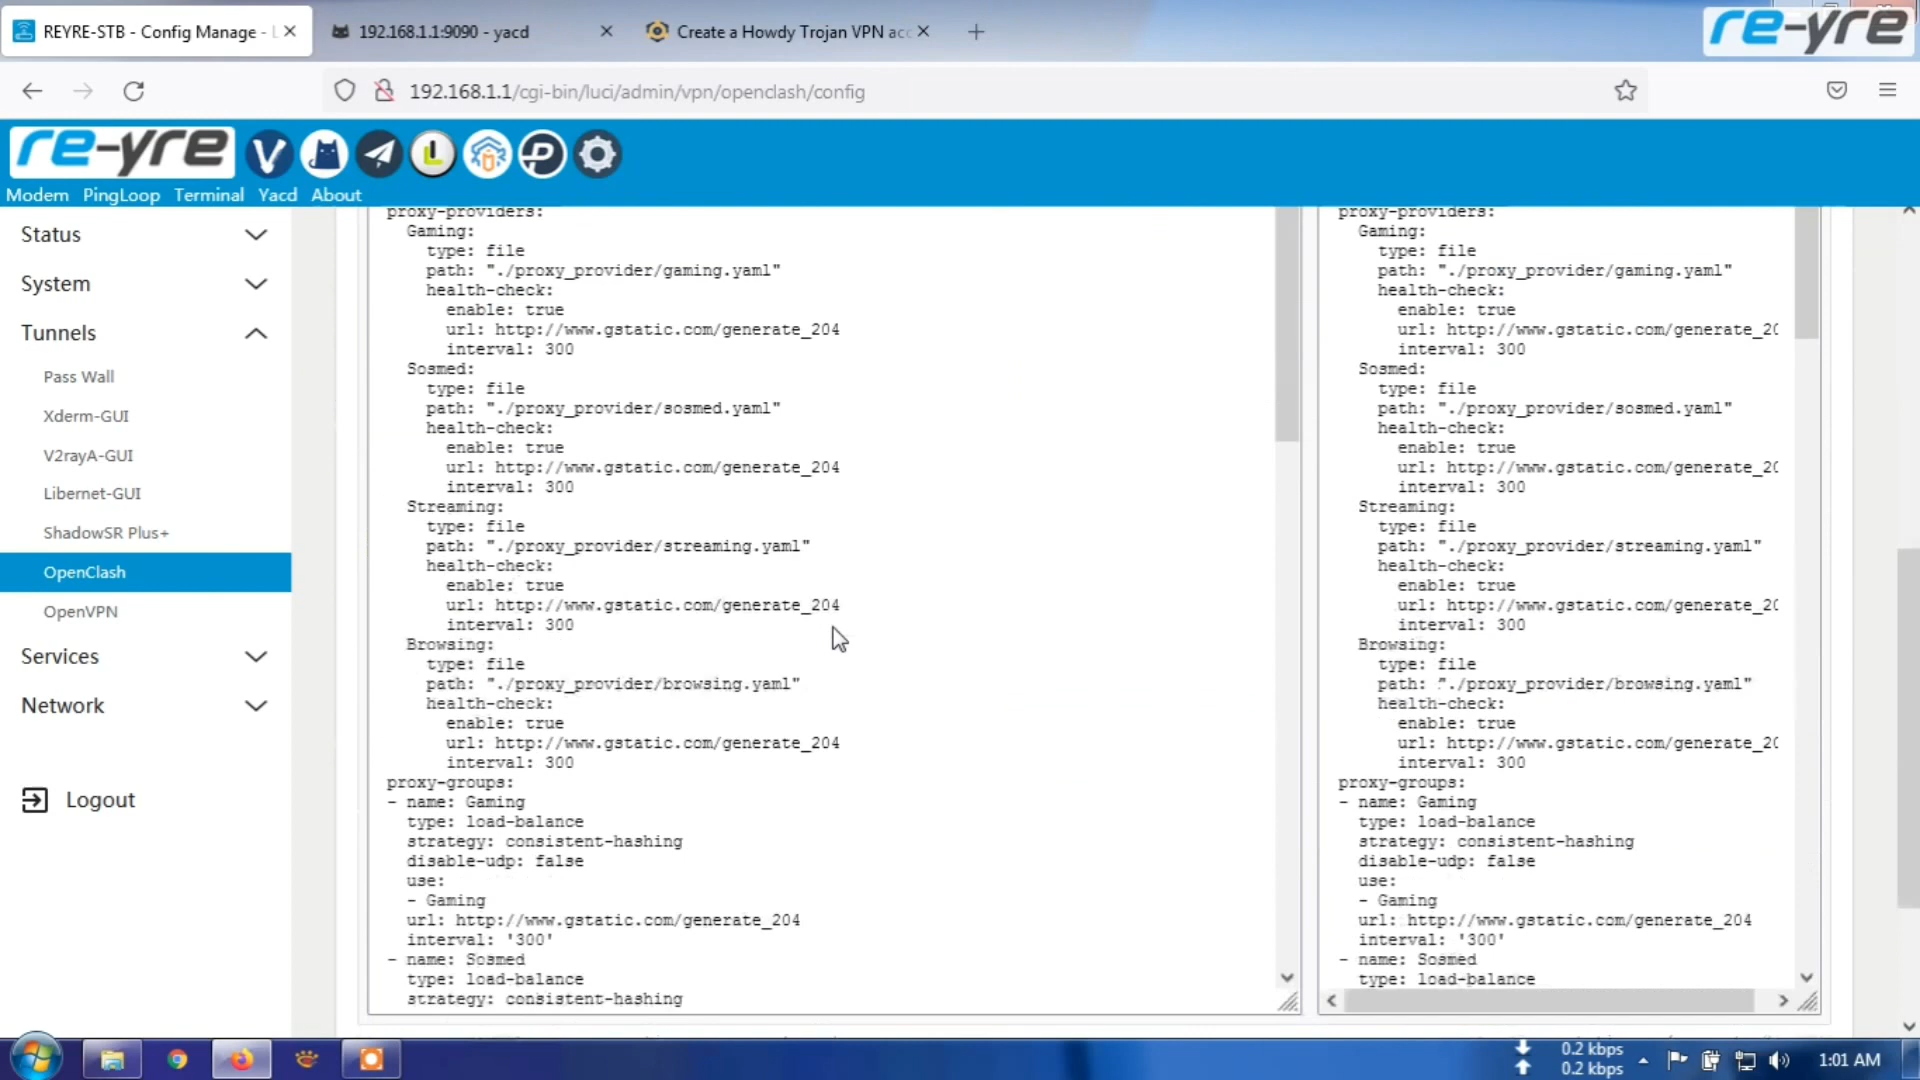 REYRE-STB - Config Manage - L
192.168.1.1:9090 - yacd
Create a Howdy Trojan VPN acc
re-yre
192.168.1.1/cgi-bin/luci/admin/vpn/openclash/config
re-yre
Modem PingLoop Terminal Yacd About
Status
System
Tunnels
Pass Wall
Xderm-GUI
V2rayA-GUI
Libernet-GUI
ShadowSR Plus+
OpenClash
OpenVPN
Services
Network
Logout
proxy-providers:
Gaming:
type: file
path: "./proxy_provider/gaming.yaml"
health-check:
enable: true
url: http://www.gstatic.com/generate_204
interval: 300
Sosmed:
type: file
path: "./proxy_provider/sosmed.yaml"
health-check:
enable: true
url: http://www.gstatic.com/generate_204
interval: 300
Streaming:
type: file
path: "./proxy_provider/streaming.yaml"
health-check:
enable: true
url: http://www.gstatic.com/generate_204
interval: 300
Browsing:
type: file
path: "./proxy_provider/browsing.yaml"
health-check:
enable: true
url: http://www.gstatic.com/generate_204
interval: 300
proxy-groups:
- name: Gaming
type: load-balance
strategy: consistent-hashing
disable-udp: false
use:
- Gaming
url: http://www.gstatic.com/generate_204
interval: '300'
- name: Sosmed
type: load-balance
strategy: consistent-hashing
proxy-providers:
Gaming:
type: file
path: "./proxy_provider/gaming.yaml"
health-check:
enable: true
url: http://www.gstatic.com/generate_20
interval: 300
Sosmed:
type: file
path: "./proxy_provider/sosmed.yaml"
health-check:
enable: true
url: http://www.gstatic.com/generate_20
interval: 300
Streaming:
type: file
path: "./proxy_provider/streaming.yaml"
health-check:
enable: true
url: http://www.gstatic.com/generate_20
interval: 300
Browsing:
type: file
path: "./proxy_provider/browsing.yaml"
health-check:
enable: true
url: http://www.gstatic.com/generate_20
interval: 300
proxy-groups:
- name: Gaming
type: load-balance
strategy: consistent-hashing
disable-udp: false
use:
- Gaming
url: http://www.gstatic.com/generate_204
interval: '300'
- name: Sosmed
type: load-balance
0.2 kbps
0.2 kbps
1:01 AM